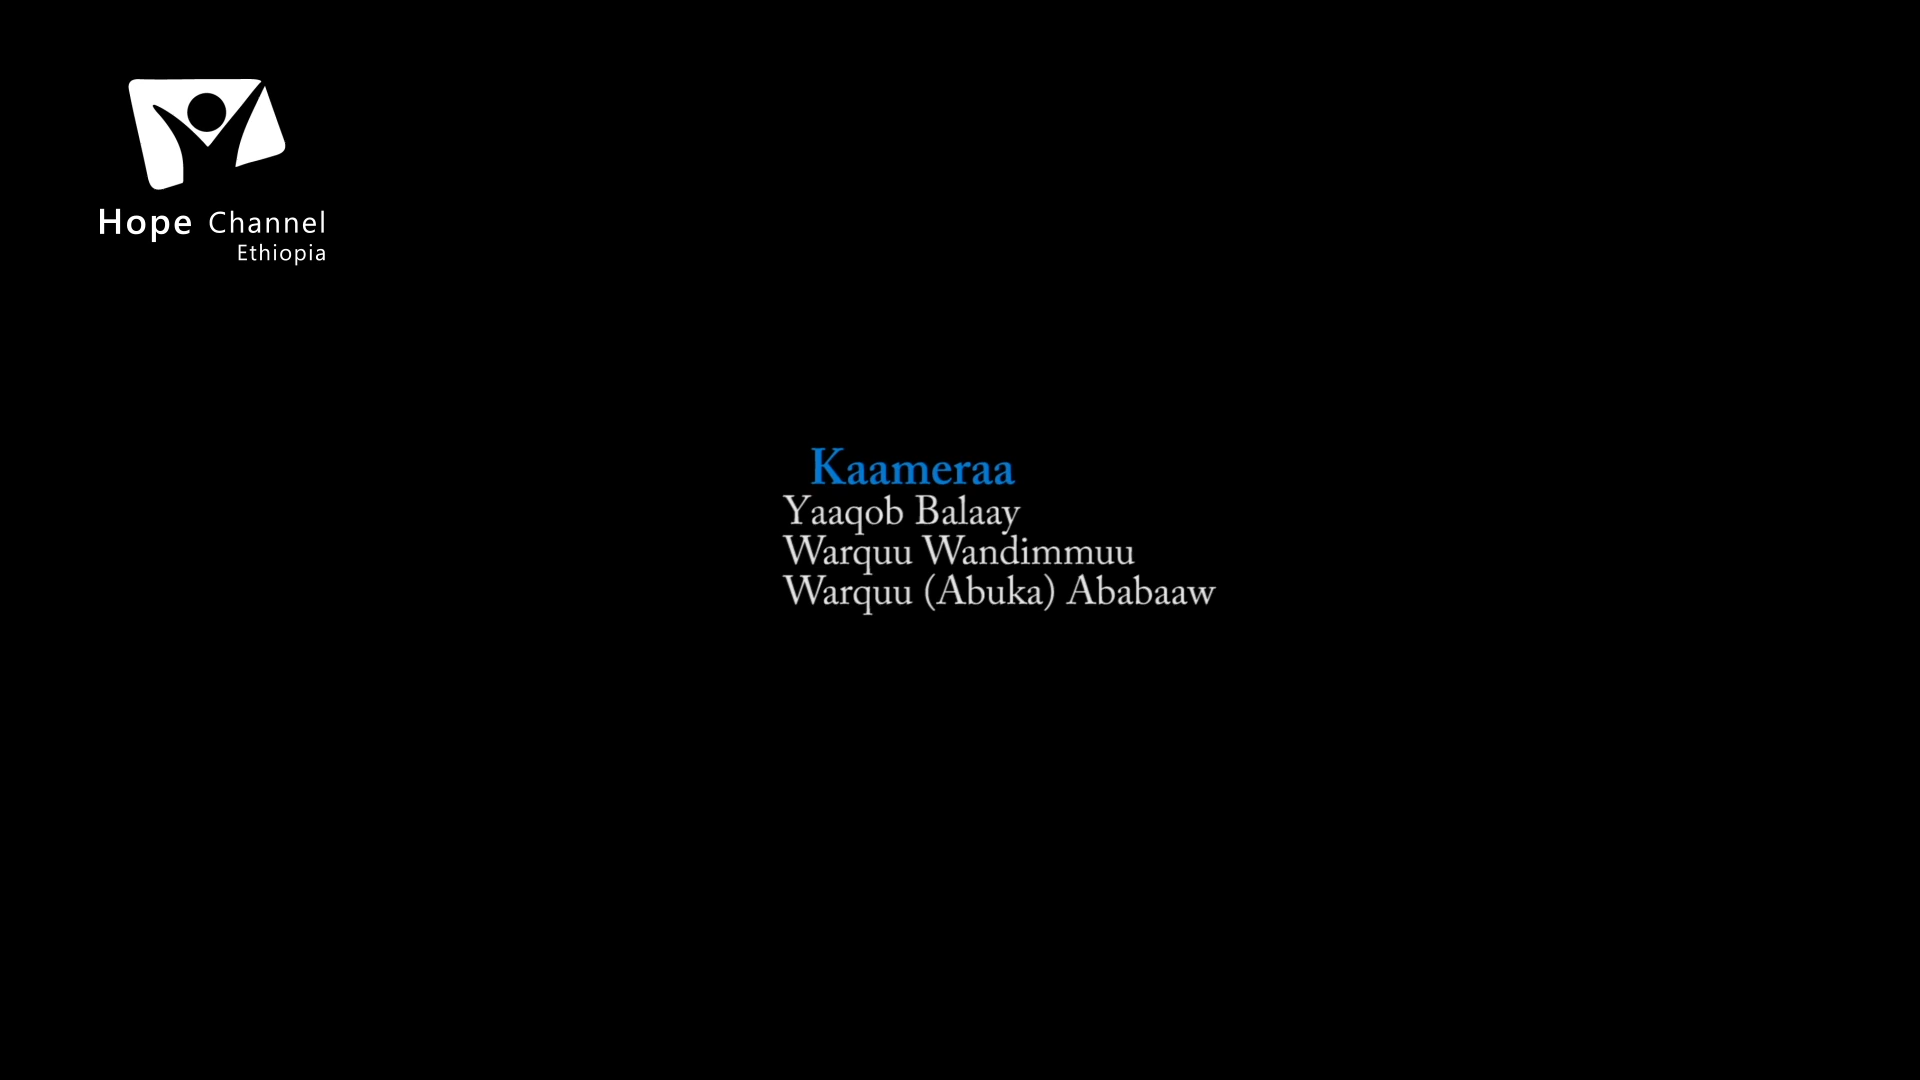 Hope Channel
Ethiopia
Kaameraa
Yaaqob Balaay
Warquu Wandimmuu
Warquu (Abuka) Ababaaw